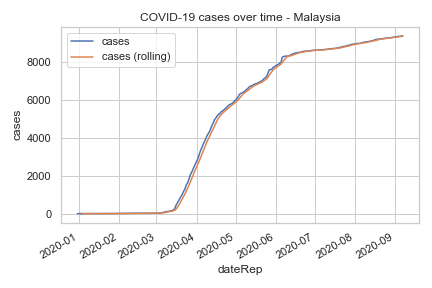 COVID-19 cases over time - Malaysia
cases
cases (rolling)
8000
6000
4000
2000
0
cases
2020-01
2020-02
2020-03
2020-04
2020-05
2020-06
2020-07
2020-08
2020-09
dateRep